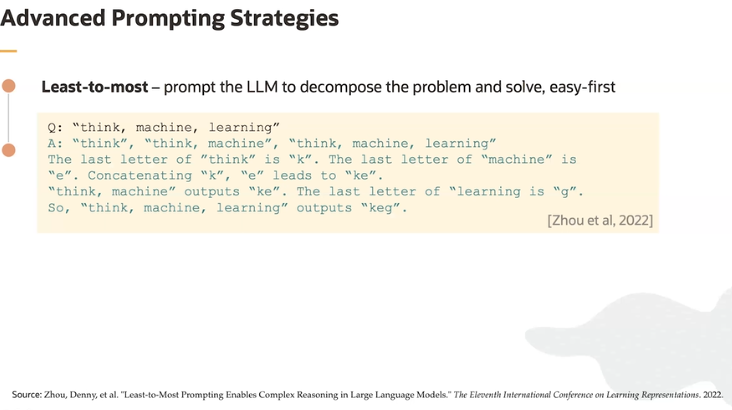 Advanced Prompting Strategies
Least-to-most – prompt the LLM to decompose the problem and solve, easy-first
Q: “think, machine, learning”
A: “think”, “think, machine”, “think, machine, learning”
The last letter of ”think” is “k”. The last letter of “machine” is
“e”. Concatenating “k”, “e” leads to “ke”.
“think, machine” outputs “ke”. The last letter of “learning is “g”.
So, “think, machine, learning” outputs “keg”.
[Zhou et al, 2022]
Source: Zhou, Denny, et al. "Least-to-Most Prompting Enables Complex Reasoning in Large Language Models." The Eleventh International Conference on Learning Representations. 2022.